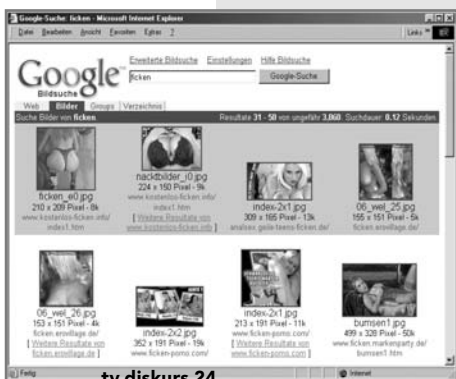 Google-Suche: ficken - Microsoft Internet Explorer
Datei Bearbeiten Ansicht Favoriten Extras ? Links »
Google™ Bildsuche
Erweiterte Bildsuche Einstellungen Hilfe Bildsuche
ficken Google-Suche
Web Bilder Groups Verzeichnis
Suche Bilder von ficken Resultate 31 - 50 von ungefähr 3,060. Suchdauer: 0.12 Sekunden
ficken_e0.jpg
210 x 209 Pixel - 8k
www.kostenlos-ficken.info/
index1.htm
nacktbilder_i0.jpg
224 x 150 Pixel - 9k
www.kostenlos-ficken.info/
index1.htm
[ Weitere Resultate von
www.kostenlos-ficken.info ]
index-2x1.jpg
309 x 165 Pixel - 13k
analsex.geile-teens-ficken.de/
06_wel_25.jpg
155 x 151 Pixel - 5k
ficken.erovillage.de/
06_wel_26.jpg
153 x 151 Pixel - 4k
ficken.erovillage.de/
[ Weitere Resultate von
ficken.erovillage.de ]
index-2x2.jpg
352 x 191 Pixel - 19k
www.ficken-porno.com/
index-2x1.jpg
213 x 191 Pixel - 11k
www.ficken-porno.com/
[ Weitere Resultate von
www.ficken-porno.com ]
bumsen1.jpg
499 x 328 Pixel - 50k
ficken.markenparty.de/
bumsen1.htm
Fertig Internet
tv diskurs 24